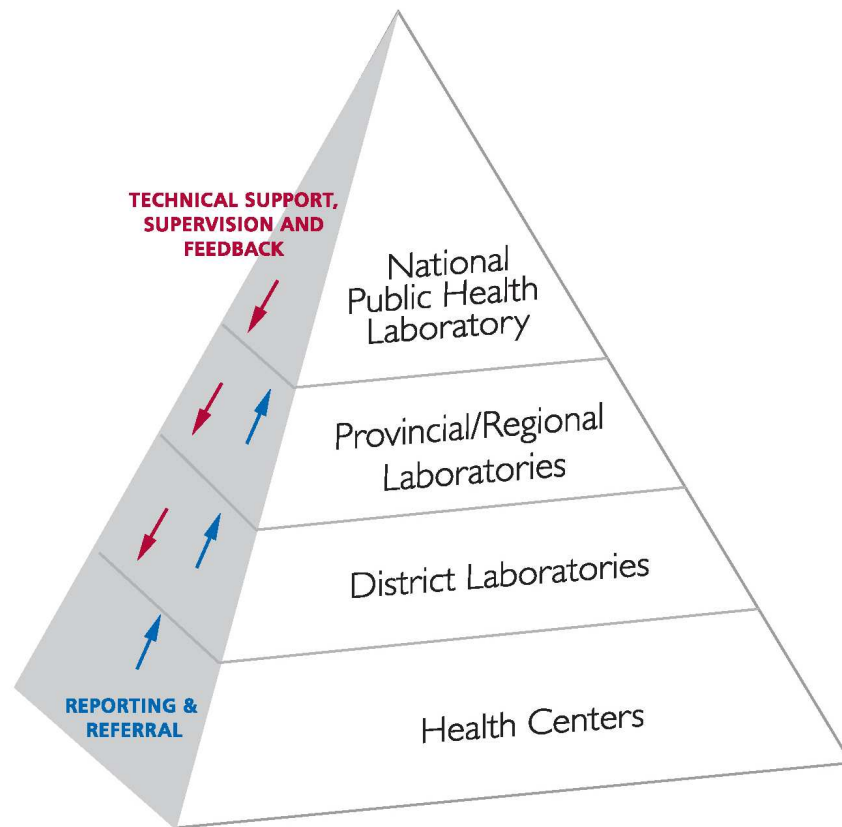 TECHNICAL SUPPORT,
SUPERVISION AND
FEEDBACK
National
Public Health
Laboratory
Provincial/Regional
Laboratories
District Laboratories
REPORTING &
REFERRAL
Health Centers